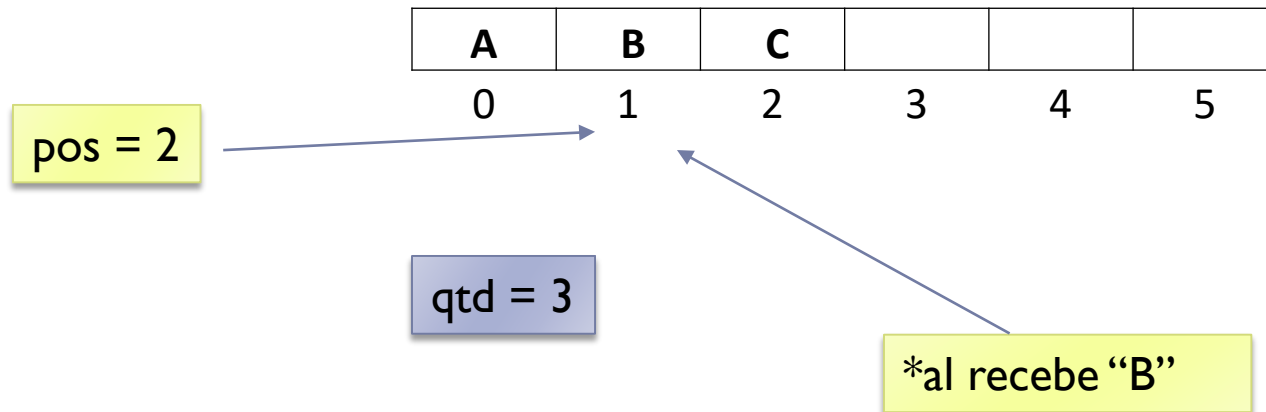 A B C
0 1 2 3 4 5
pos = 2
qtd = 3
*al recebe “B”